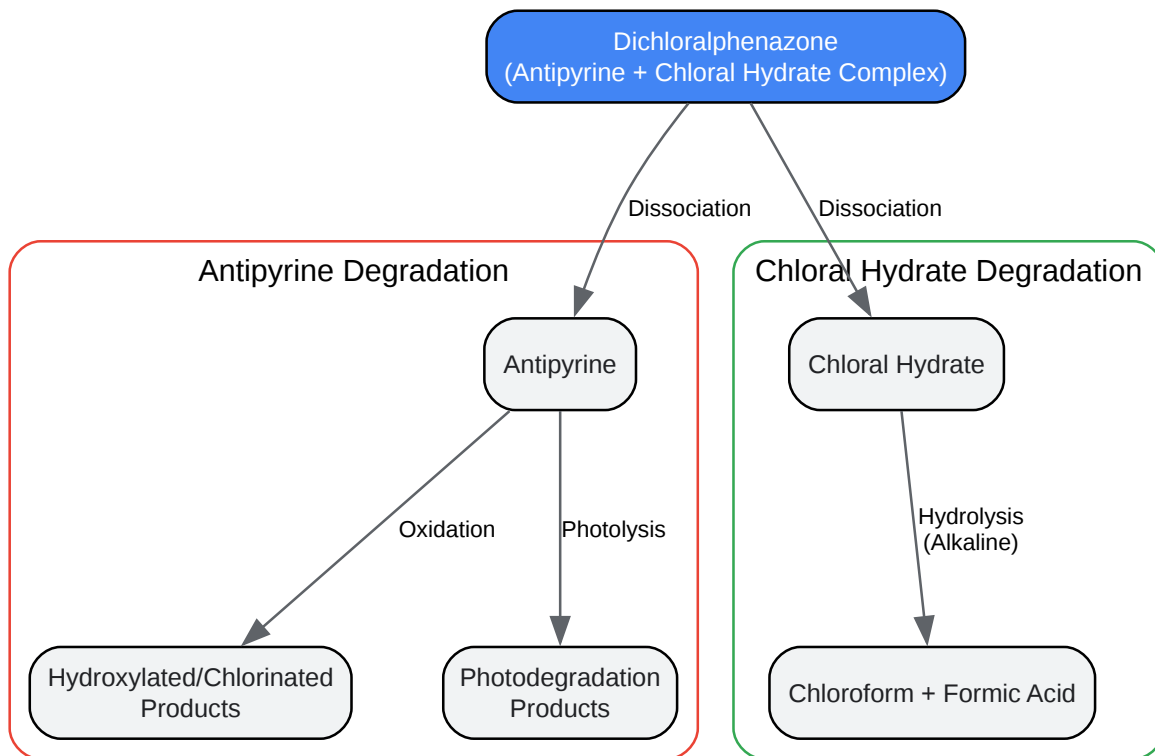 Dichloralphenazone
(Antipyrine + Chloral Hydrate Complex)
Dissociation
Dissociation
Antipyrine Degradation
Chloral Hydrate Degradation
Antipyrine
Chloral Hydrate
Oxidation
Photolysis
Hydrolysis
(Alkaline)
Hydroxylated/Chlorinated
Products
Photodegradation
Products
Chloroform + Formic Acid